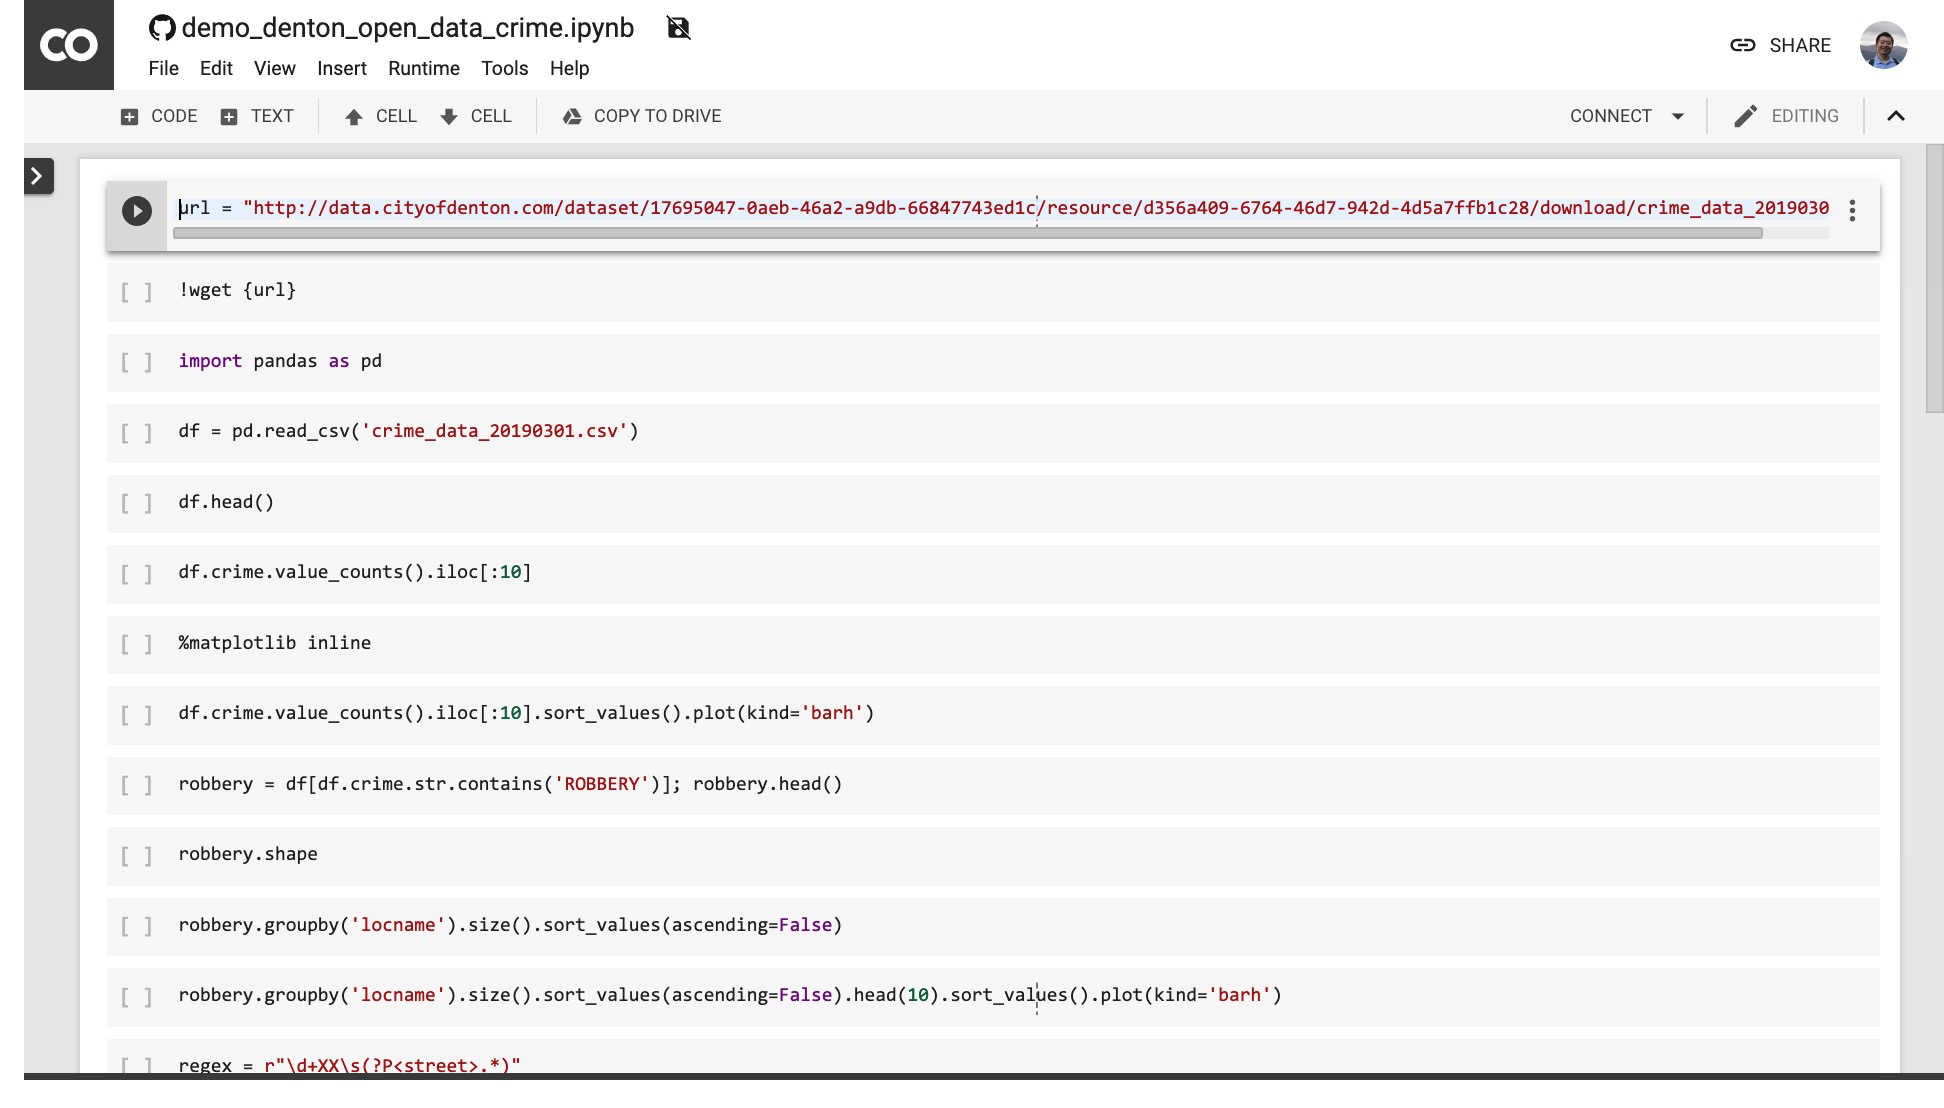 CO demo_denton_open_data_crime.ipynb
File Edit View Insert Runtime Tools Help
SHARE
CODE TEXT CELL CELL COPY TO DRIVE CONNECT EDITING
url = "http://data.cityofdenton.com/dataset/17695047-0aeb-46a2-a9db-66847743ed1c/resource/d356a409-6764-46d7-942d-4d5a7ffb1c28/download/crime_data_2019030
[ ] !wget {url}
[ ] import pandas as pd
[ ] df = pd.read_csv('crime_data_20190301.csv')
[ ] df.head()
[ ] df.crime.value_counts().iloc[:10]
[ ] %matplotlib inline
[ ] df.crime.value_counts().iloc[:10].sort_values().plot(kind='barh')
[ ] robbery = df[df.crime.str.contains('ROBBERY')]; robbery.head()
[ ] robbery.shape
[ ] robbery.groupby('locname').size().sort_values(ascending=False)
[ ] robbery.groupby('locname').size().sort_values(ascending=False).head(10).sort_values().plot(kind='barh')
[ ] regex = r"\d+XX\s(?P<street>.*)"